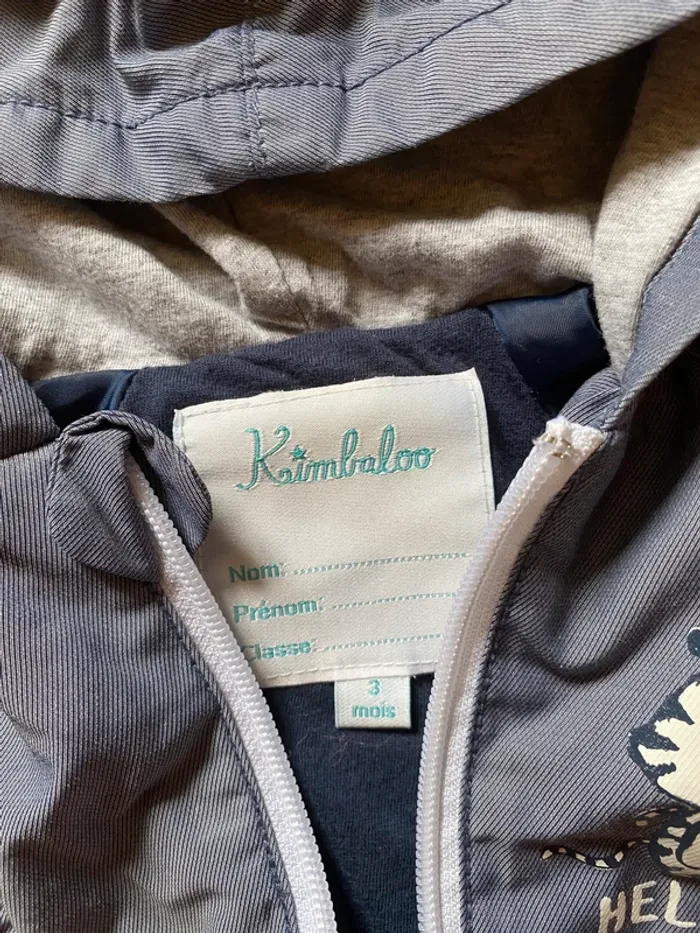 Kimbaloo
Nom: ........................
Prénom: ..................
Classe: ..................
3
mois
HEL